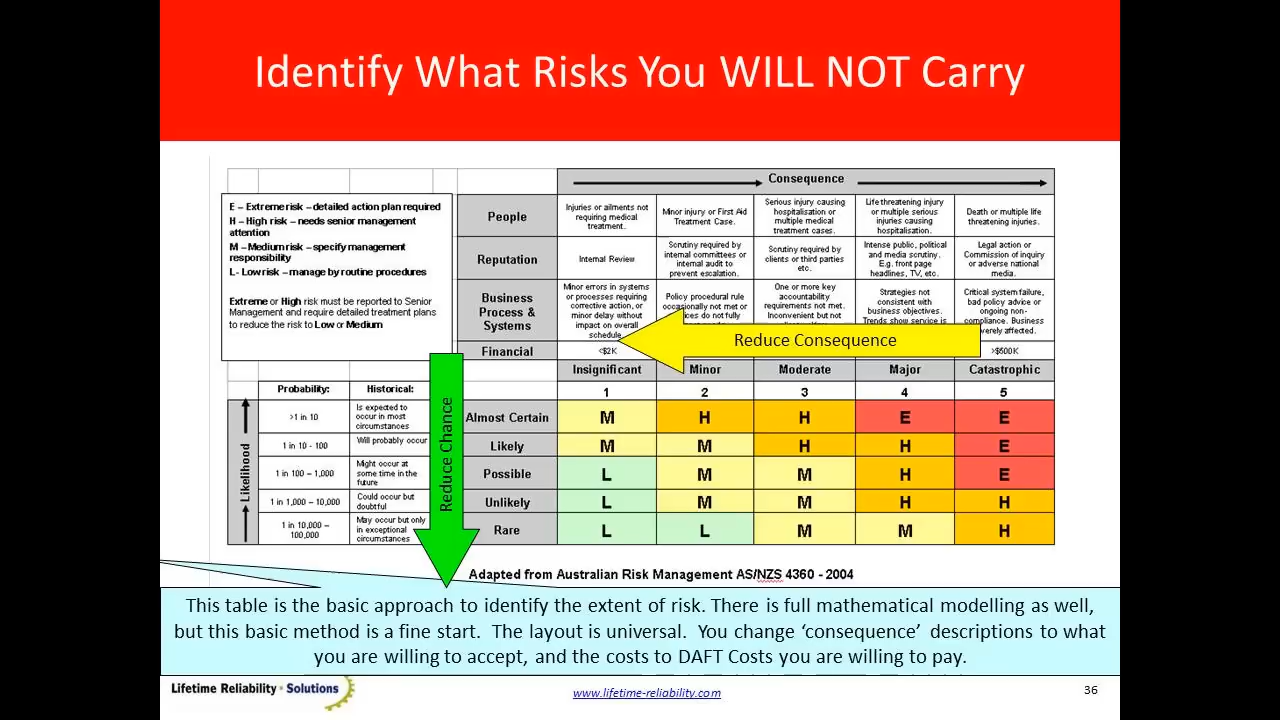 Identify What Risks You WILL NOT Carry
E – Extreme risk – detailed action plan required
H – High risk – needs senior management
attention
M – Medium risk – specify management
responsibility
L - Low risk – manage by routine procedures
Extreme or High risk must be reported to Senior
Management and require detailed treatment plans
to reduce the risk to Low or Medium
Consequence
People
Injuries or ailments not
requiring medical
treatment.
Minor injury or First Aid
Treatment Case.
Serious injury causing
hospitalisation or
multiple medical
treatment cases.
Life threatening injury
or multiple serious
injuries causing
hospitalisation.
Death or multiple life
threatening injuries.
Reputation
Internal Review
Scrutiny required by
internal committees or
internal audit to
prevent escalation.
Scrutiny required by
clients or third parties
etc.
Intense public, political
and media scrutiny.
E.g. front page
headlines, TV, etc.
Legal action or
Commission of inquiry
or adverse national
media.
Business
Process &
Systems
Minor errors in systems
or processes requiring
corrective action, or
minor delay without
impact on overall
schedule
Policy procedural rule
occasionally not met or
do not fully
One or more key
accountability
requirements not met.
Inconvenient but not
Strategies not
consistent with
business objectives.
Trends show service is
Critical system failure,
bad policy advice or
ongoing non-
compliance. Business
affected.
Financial
<$2K
>$500K
Reduce Consequence
Insignificant Minor Moderate Major Catastrophic
Probability: Historical: 1 2 3 4 5
Likelihood
>1 in 10
Is expected to
occur in most
circumstances
Almost Certain M H H E E
1 in 10 - 100
Will probably occur
Likely M M H H E
1 in 100 – 1,000
Might occur at
some time in the
future
Possible L M M H E
1 in 1,000 – 10,000
Could occur but
doubtful
Unlikely L M M H H
1 in 10,000 –
100,000
May occur but only
in exceptional
circumstances
Rare L L M M H
Reduce Chance
Adapted from Australian Risk Management AS/NZS 4360 - 2004
This table is the basic approach to identify the extent of risk. There is full mathematical modelling as well,
but this basic method is a fine start. The layout is universal. You change ‘consequence’ descriptions to what
you are willing to accept, and the costs to DAFT Costs you are willing to pay.
Lifetime Reliability • Solutions
www.lifetime-reliability.com
36